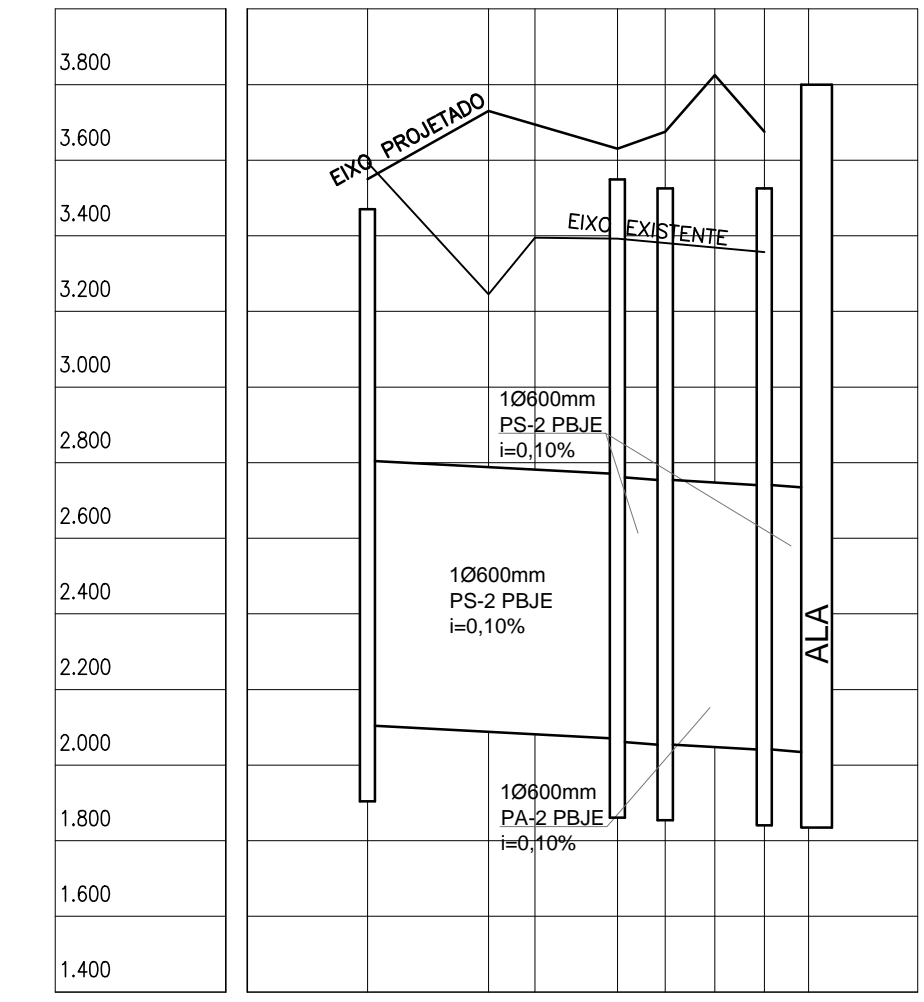 3.800
3.600
3.400
3.200
3.000
2.800
2.600
2.400
2.200
2.000
1.800
1.600
1.400
EIXO PROJETADO
EIXO EXISTENTE
1Ø600mm
PS-2 PBJE
i=0,10%
1Ø600mm
PS-2 PBJE
i=0,10%
ALA
1Ø600mm
PA-2 PBJE
i=0,10%